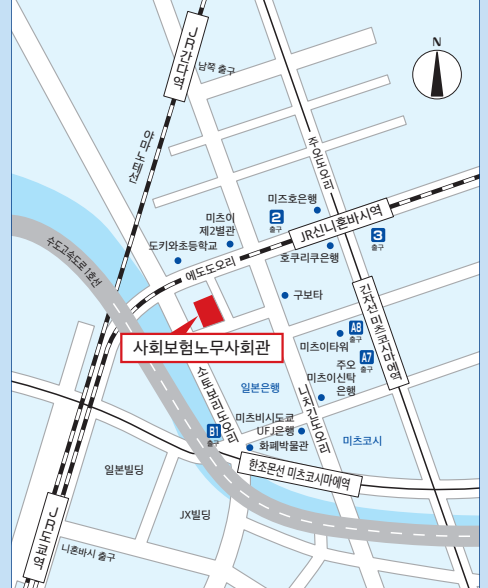 JR간다역
남쪽 출구
N
야마노테선
주오도오리
미즈호은행
미츠이
제2별관
2
출구
JR신니혼바시역
3
출구
도키와초등학교
호쿠리쿠은행
수도고속도로 1호선
에도도오리
구보타
긴자선 미츠코시마에역
A8
출구
사회보험노무사회관
미츠이타워
A7
출구
주오
미츠이신탁
은행
소토보리도오리
일본은행
니치긴도오리
미츠비시도쿄
UFJ은행
B1
출구
미츠코시
화폐박물관
한조몬선 미츠코시마에역
일본빌딩
JX빌딩
JR도쿄역
니혼바시 출구